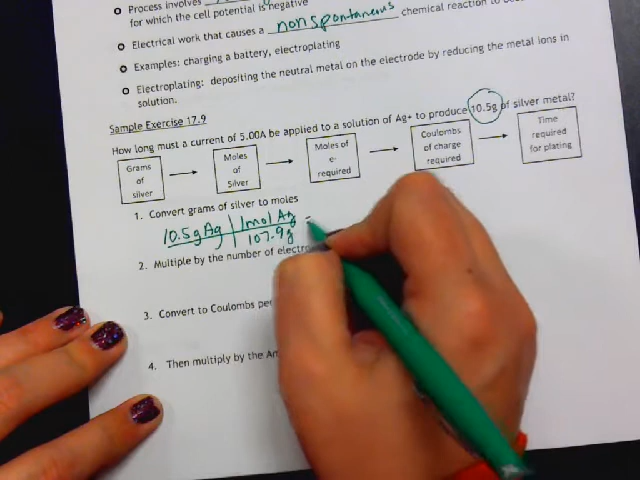 Process involves
for which the cell potential is negative
Electrical work that causes a nonspontaneous chemical reaction to
Examples: charging a battery, electroplating
Electroplating: depositing the neutral metal on the electrode by reducing the metal ions in
solution.
Sample Exercise 17.9
How long must a current of 5.00A be applied to a solution of Ag+ to produce 10.5g of silver metal?
Grams of silver
Moles of Silver
Moles of e- required
Coulombs of charge required
Time required for plating
1. Convert grams of silver to moles
10.5g Ag | 1mol Ag =
107.9g
2. Multiple by the number of
3. Convert to Coulombs
4. Then multiply by the